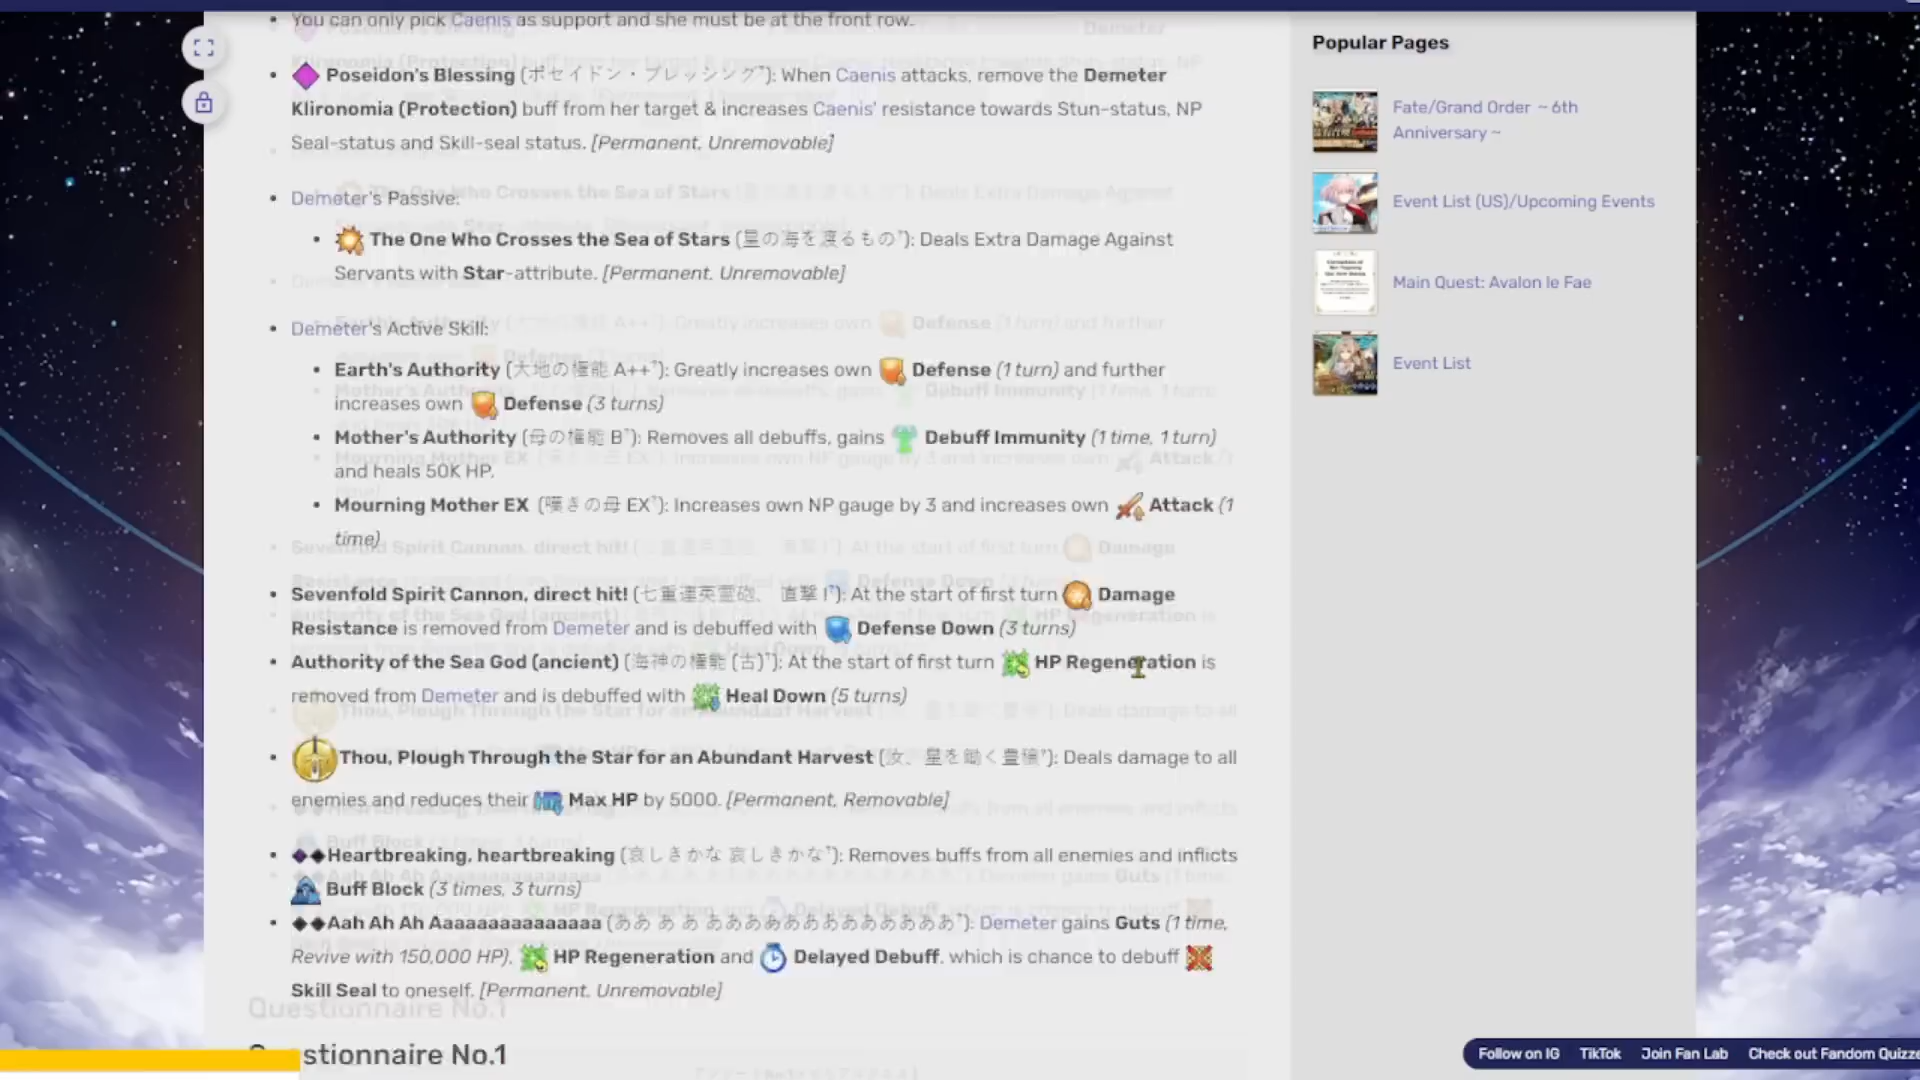 You can only pick Caenis as support and she must be at the front row.
Poseidon's Blessing (ポセイドン・ブレッシング?): When Caenis attacks, remove the Demeter
Klironomia (Protection) buff from her target & increases Caenis' resistance towards Stun-status, NP
Seal-status and Skill-seal status. [Permanent, Unremovable]
Demeter's Passive:
The One Who Crosses the Sea of Stars (星の海を渡るもの?): Deals Extra Damage Against
Servants with Star-attribute. [Permanent, Unremovable]
Demeter's Active Skill:
Earth's Authority (大地の権能 A++?): Greatly increases own Defense (1 turn) and further
increases own Defense (3 turns)
Mother's Authority (母の権能 B?): Removes all debuffs, gains Debuff Immunity (1 time, 1 turn)
and heals 50K HP.
Mourning Mother EX (嘆きの母 EX?): Increases own NP gauge by 3 and increases own Attack (1
time)
Sevenfold Spirit Cannon, direct hit! (七重運英霊砲、 直撃!?): At the start of first turn Damage
Resistance is removed from Demeter and is debuffed with Defense Down (3 turns)
Authority of the Sea God (ancient) (海神の権能 (古)?): At the start of first turn HP Regeneration is
removed from Demeter and is debuffed with Heal Down (5 turns)
Thou, Plough Through the Star for an Abundant Harvest (汝、星を鋤く豊穣?): Deals damage to all
enemies and reduces their Max HP by 5000. [Permanent, Removable]
Heartbreaking, heartbreaking (哀しきかな 哀しきかな?): Removes buffs from all enemies and inflicts
Buff Block (3 times, 3 turns)
Aah Ah Ah Aaaaaaaaaaaaaa (ああ あ あ あああああああああああああ?): Demeter gains Guts (1 time,
Revive with 150,000 HP), HP Regeneration and Delayed Debuff, which is chance to debuff
Skill Seal to oneself. [Permanent, Unremovable]
Questionnaire No.1
stionnaire No.1
Popular Pages
Fate/Grand Order ~6th
Anniversary ~
Event List (US)/Upcoming Events
Main Quest: Avalon le Fae
Event List
Follow on IG TikTok Join Fan Lab Check out Fandom Quizze